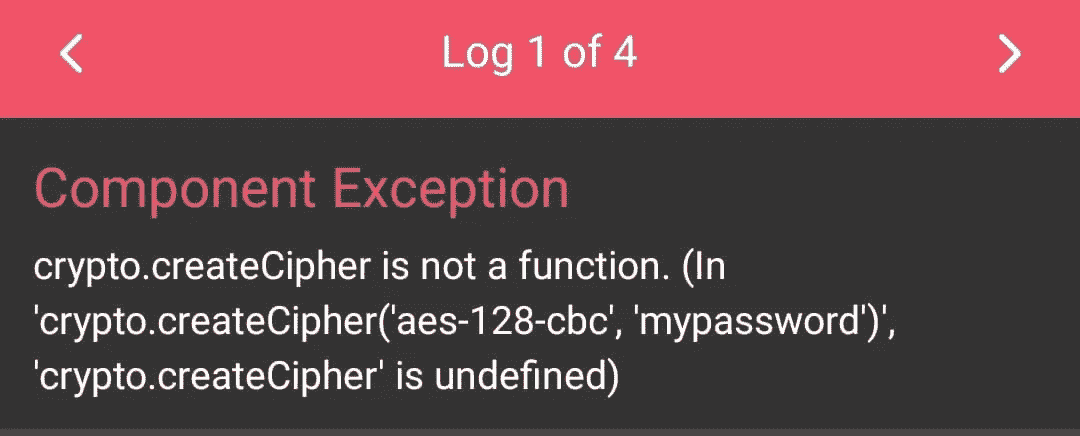 Log 1 of 4
Component Exception
crypto.createCipher is not a function. (In
'crypto.createCipher('aes-128-cbc', 'mypassword')',
'crypto.createCipher' is undefined)